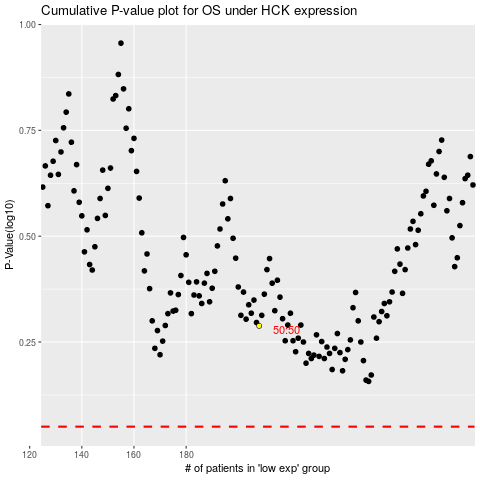 Cumulative P-value plot for OS under HCK expression
1.00
0.75
0.50
0.25
P-Value(log10)
50:50
120 140 160 180
# of patients in 'low exp' group